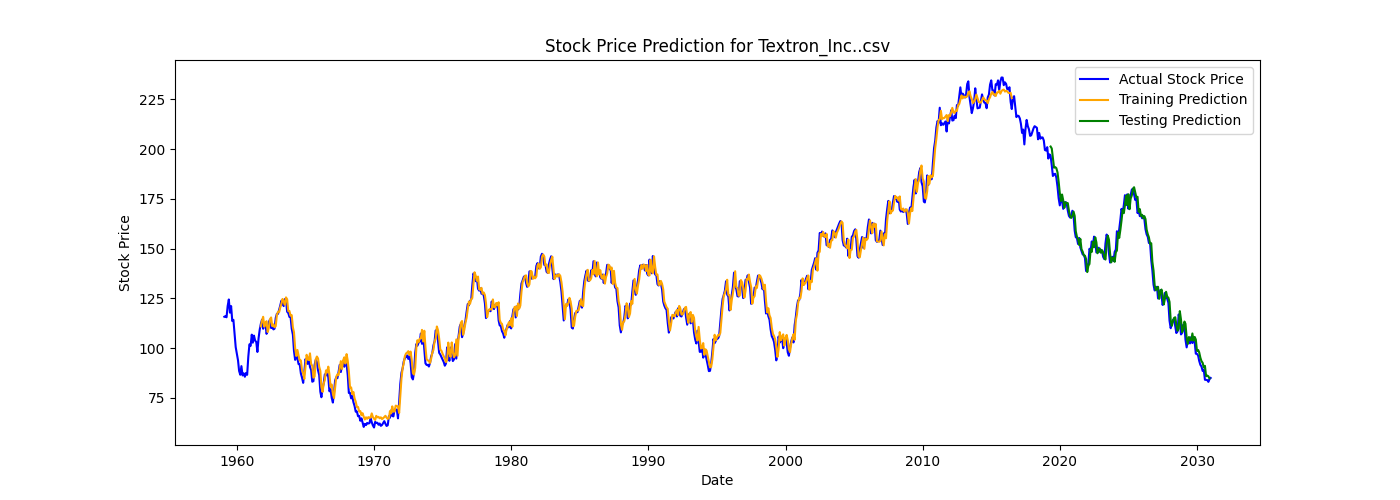 Stock Price Prediction for Textron_Inc..csv
Actual Stock Price
Training Prediction
Testing Prediction
Stock Price
225
200
175
150
125
100
75
1960 1970 1980 1990 2000 2010 2020 2030
Date